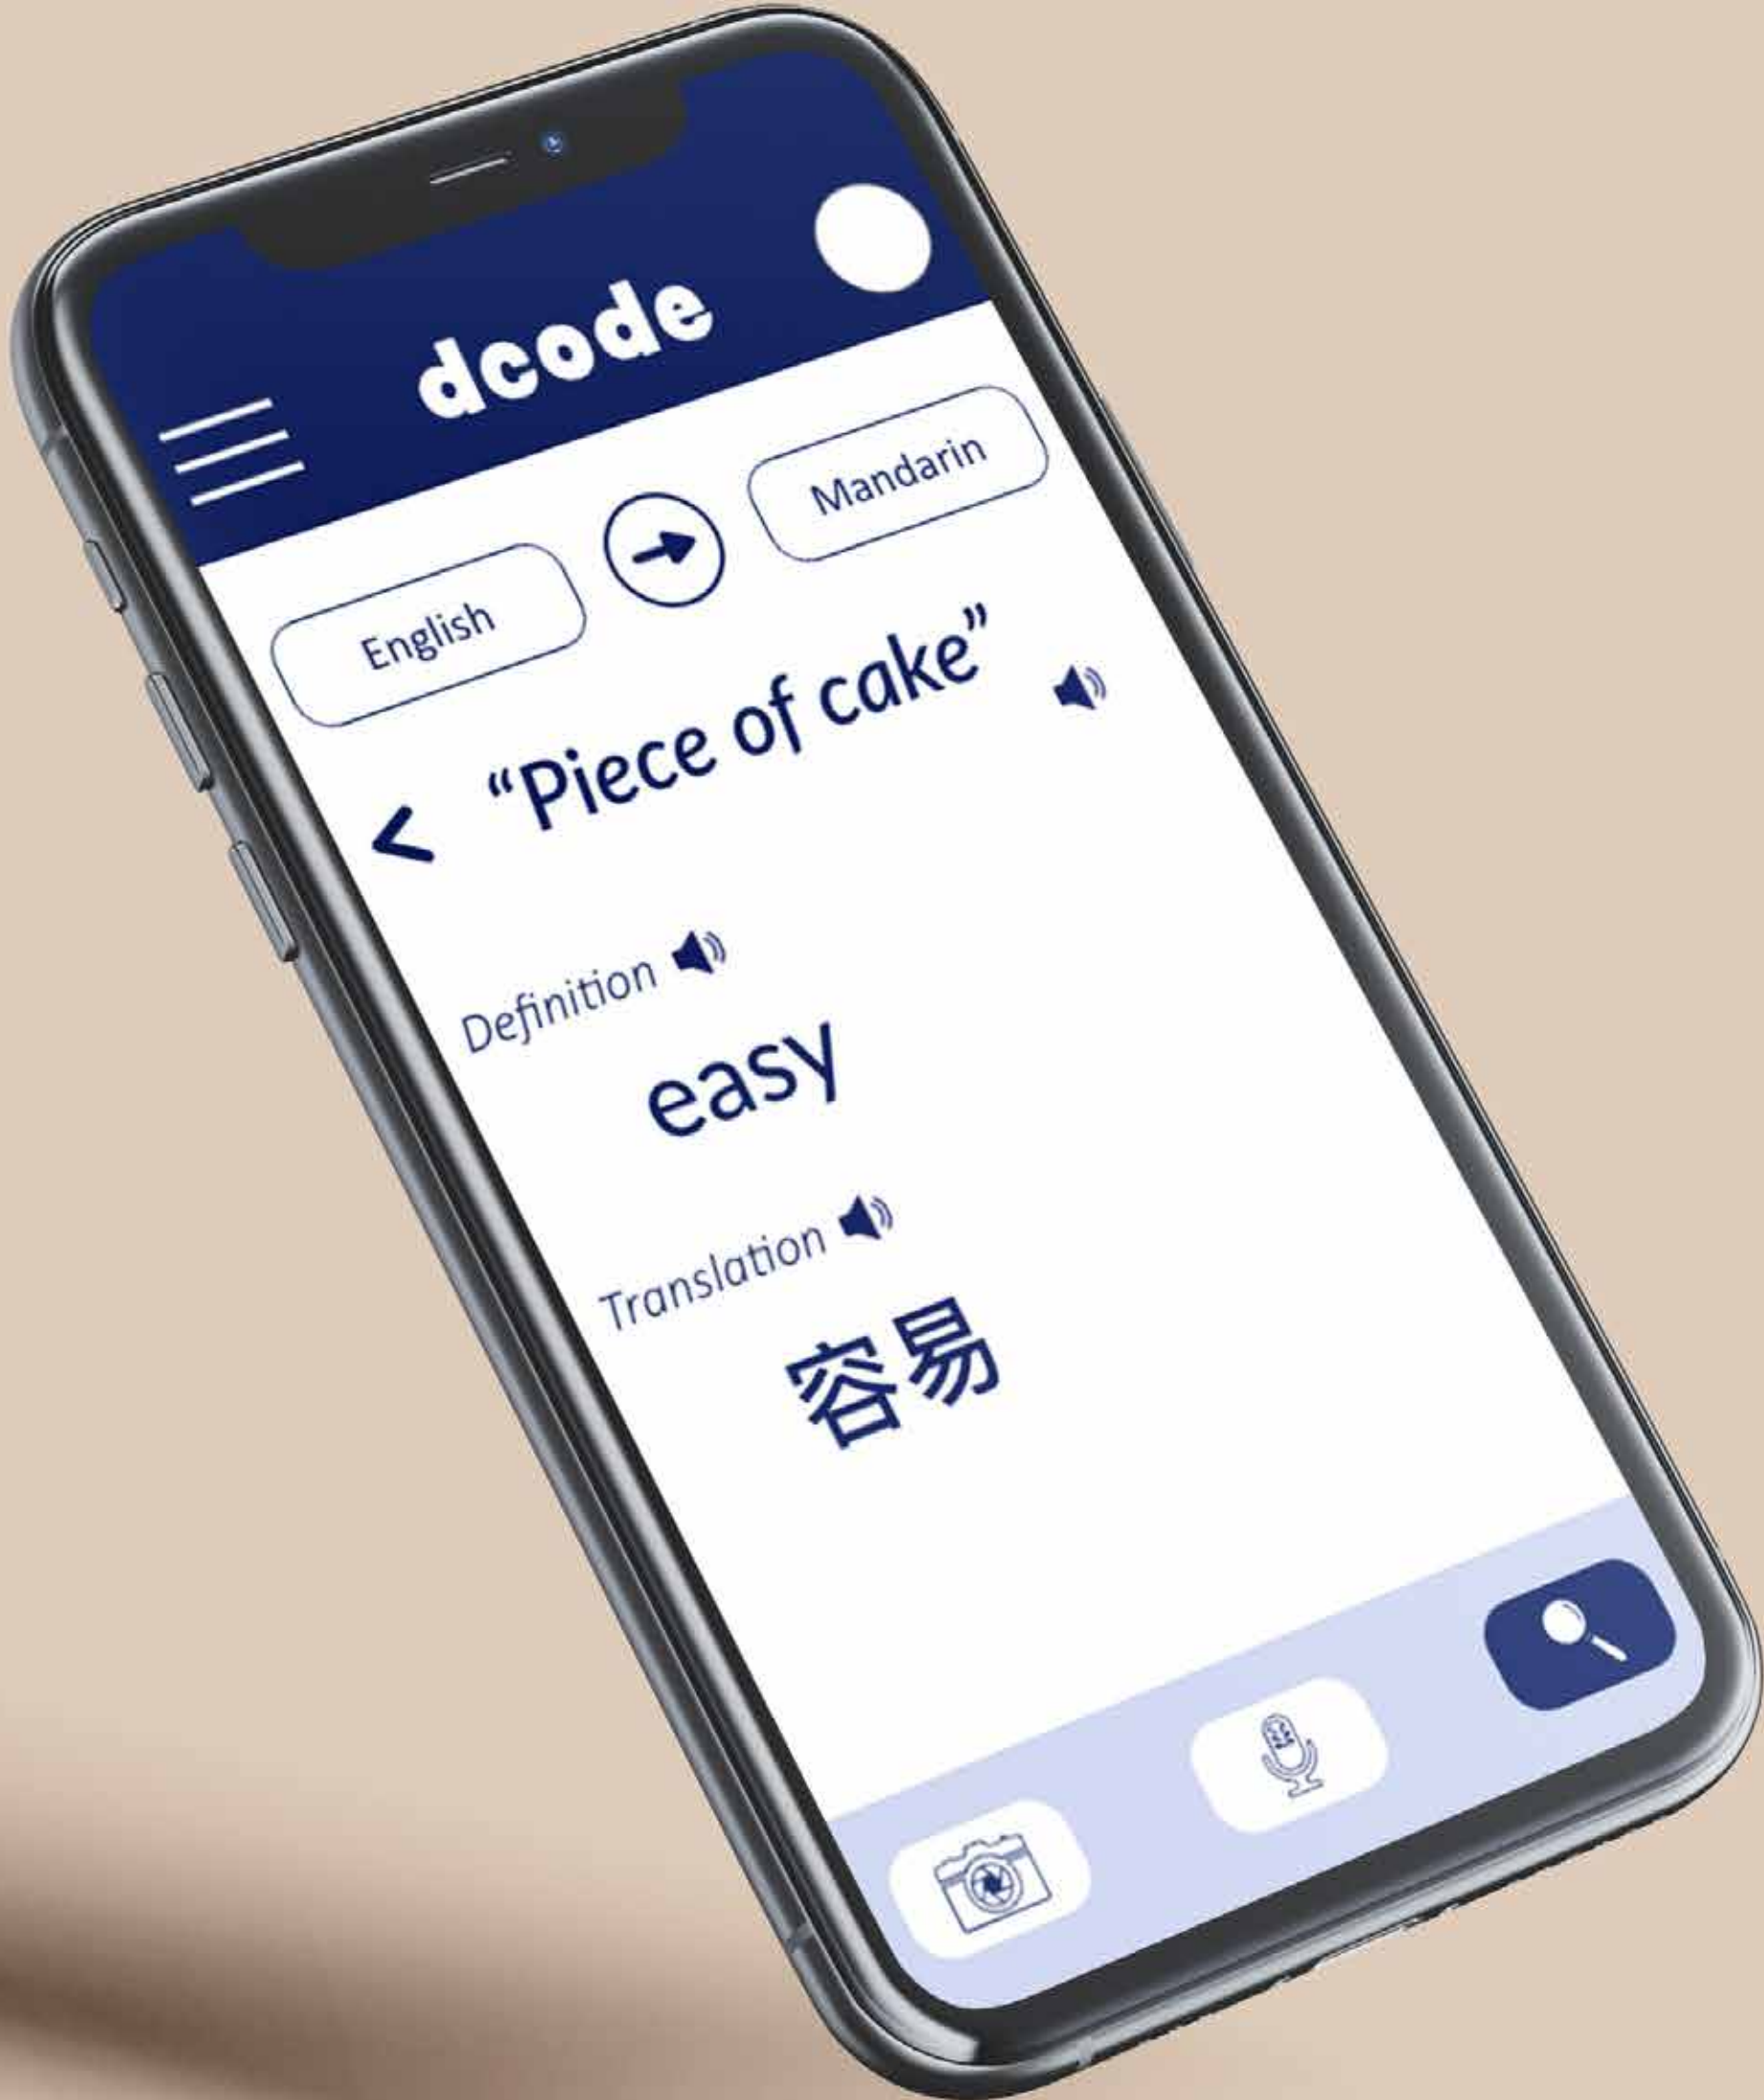 dcode
English
Mandarin
“Piece of cake”
<
Definition
easy
Translation
容易